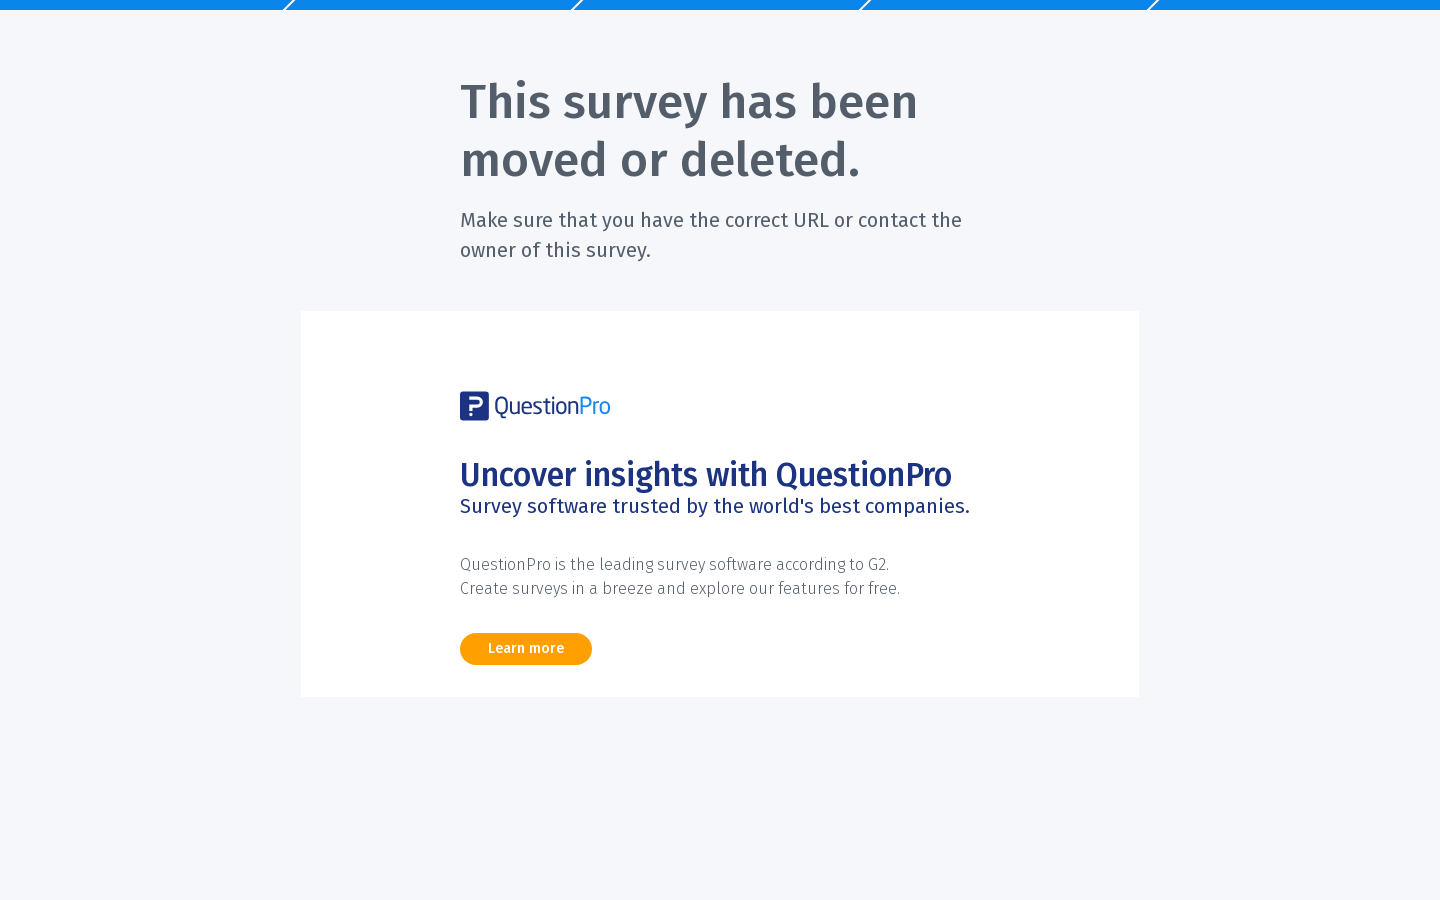 This survey has been
moved or deleted.
Make sure that you have the correct URL or contact the
owner of this survey.
QuestionPro
Uncover insights with QuestionPro
Survey software trusted by the world's best companies.
QuestionPro is the leading survey software according to G2.
Create surveys in a breeze and explore our features for free.
Learn more